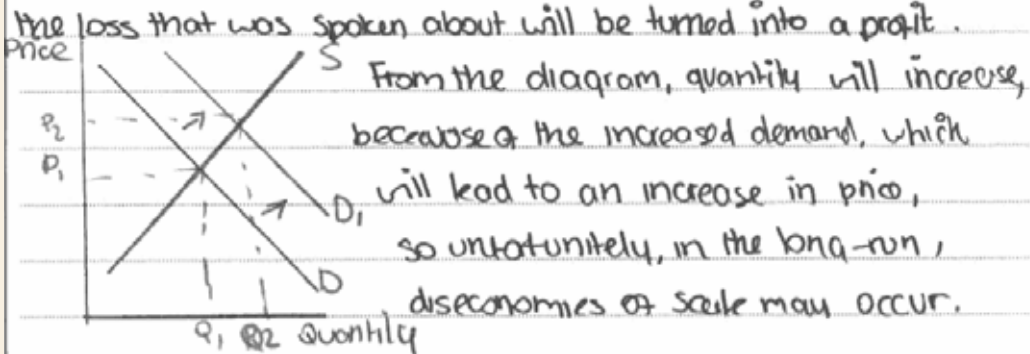 the loss that was spoken about will be turned into a profit.
Price
S
From the diagram, quantity will increase,
P2
beceause of the increased demand, which
P1
will lead to an increase in price,
D1
so unfotunitely, in the long-run,
D
diseconomies of scale may occur.
Q1 Q2 Quantity